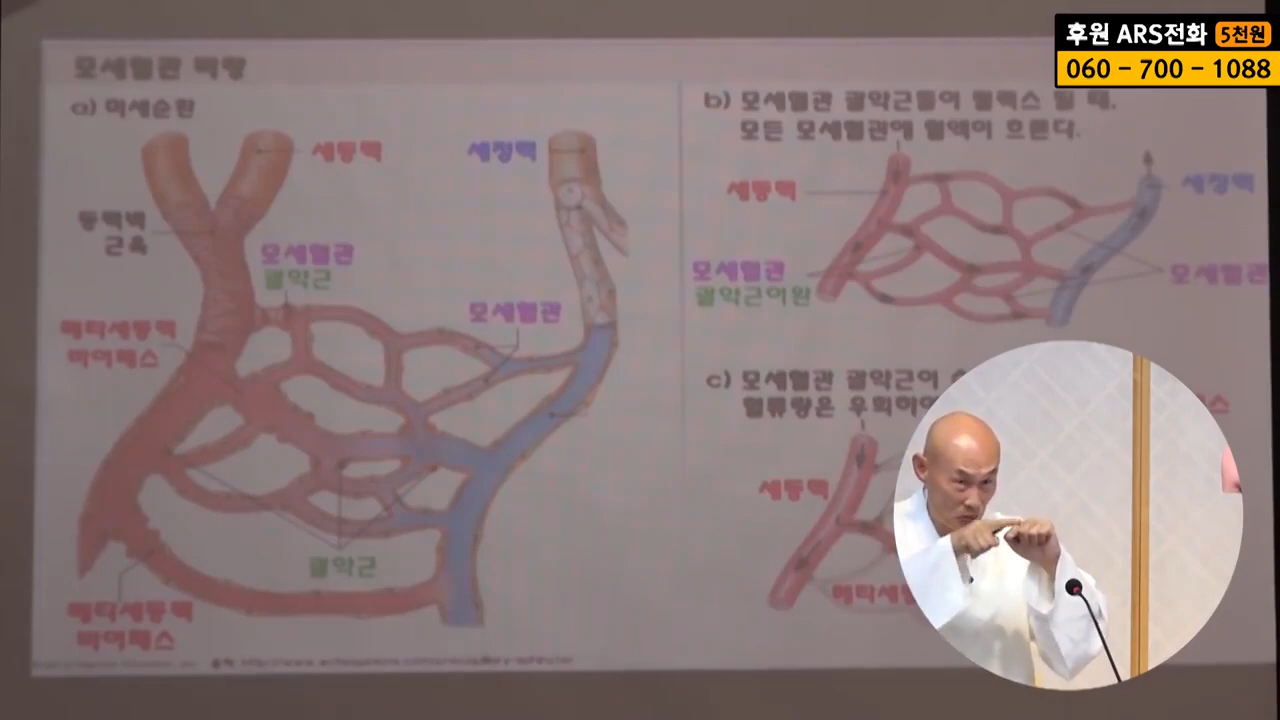 후원 ARS전화 5천원
060 - 700 - 1088
모세혈관 벽량
a) 미세순환
세동맥
세정맥
동맥벽
근육
모세혈관
괄약근
모세혈관
메타세동맥
바이패스
괄약근
메타세동맥
바이패스
b) 모세혈관 괄약근들이 릴렉스 될 때,
모든 모세혈관에 혈액이 흐른다.
세동맥
세정맥
모세혈관
괄약근이완
모세혈관
c) 모세혈관 괄약근이
혈류량은 우회하여
세동맥
메타세동